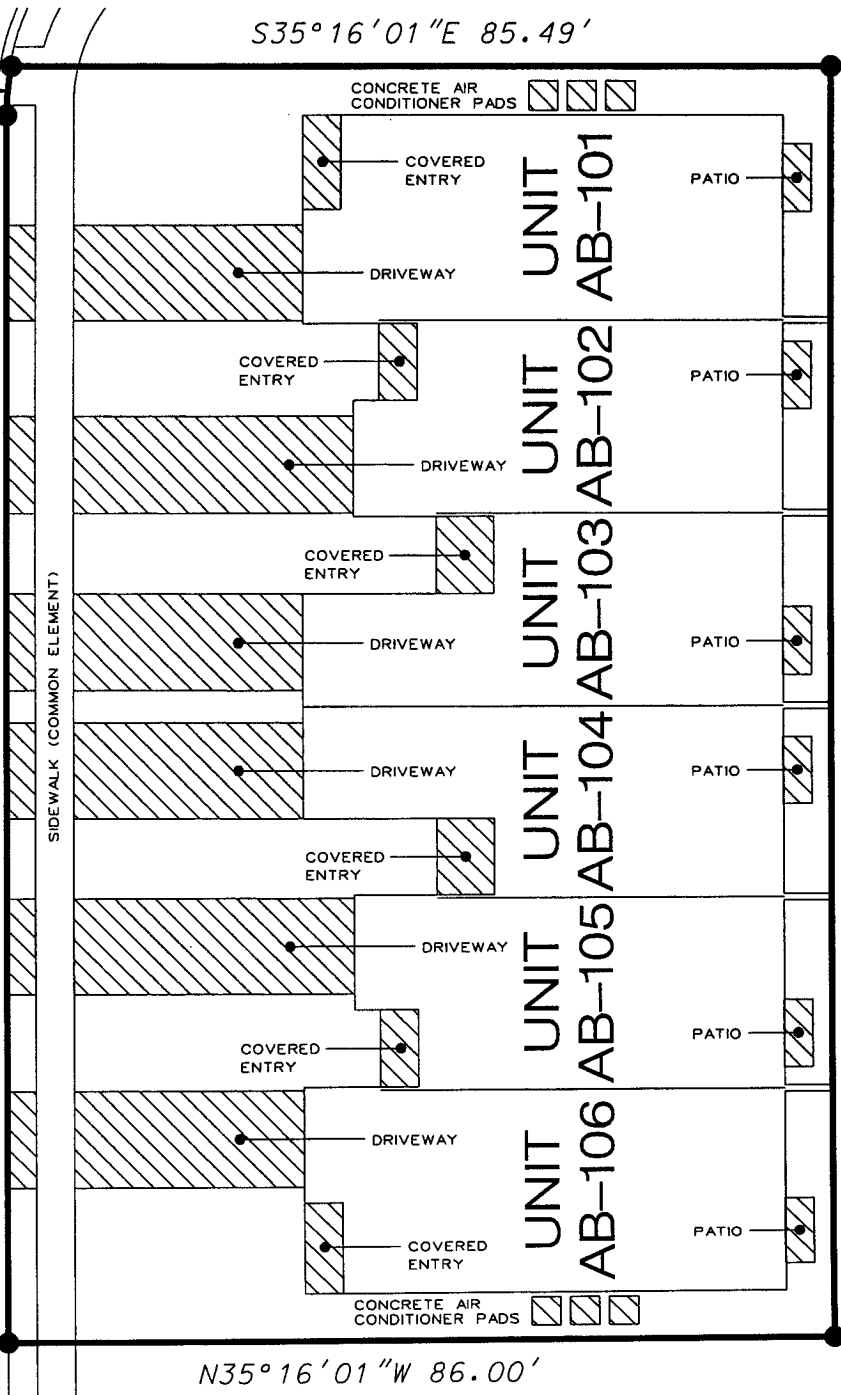 S35°16'01"E 85.49'
CONCRETE AIR
CONDITIONER PADS
COVERED
ENTRY
UNIT
AB-101
PATIO
DRIVEWAY
COVERED
ENTRY
UNIT
AB-102
PATIO
DRIVEWAY
COVERED
ENTRY
UNIT
AB-103
DRIVEWAY
PATIO
SIDEWALK (COMMON ELEMENT)
DRIVEWAY
UNIT
AB-104
PATIO
COVERED
ENTRY
DRIVEWAY
UNIT
AB-105
COVERED
ENTRY
PATIO
DRIVEWAY
UNIT
AB-106
COVERED
ENTRY
PATIO
CONCRETE AIR
CONDITIONER PADS
N35°16'01"W 86.00'